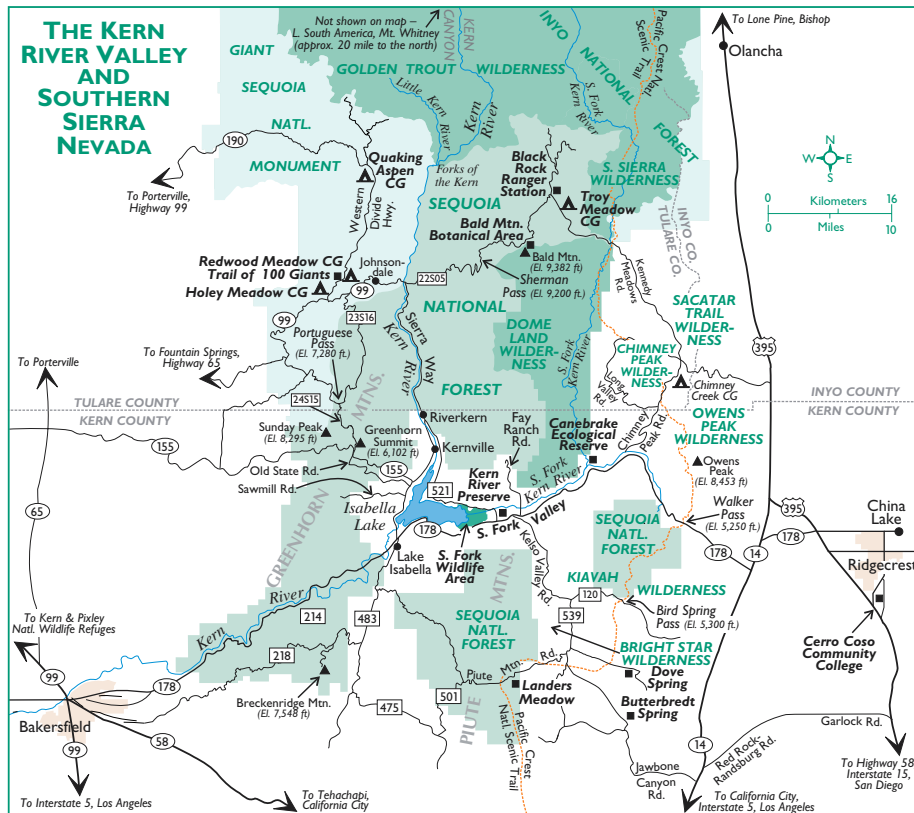 THE KERN
RIVER VALLEY
AND
SOUTHERN
SIERRA
NEVADA
Not shown on map –
L. South America, Mt. Whitney
(approx. 20 mile to the north)
KERN
CANYON
INYO
NATIONAL
FOREST
Pacific Crest Natl.
Scenic Trail
To Lone Pine, Bishop
Olancha
GIANT
SEQUOIA
NATL.
MONUMENT
GOLDEN TROUT
WILDERNESS
Little Kern
River
Kern
River
S. Fork
Kern River
N
W
E
S
0
Kilometers
16
0
Miles
10
190
To Porterville,
Highway 99
Quaking
Aspen
CG
Western
Divide
Hwy.
Forks of
the Kern
Black
Rock
Ranger
Station
S. SIERRA
WILDERNESS
Troy
Meadow
CG
INYO CO.
TULARE CO.
SEQUOIA
NATIONAL
FOREST
Bald Mtn.
Botanical Area
Bald Mtn.
(El. 9,382 ft)
Sherman
Pass (El. 9,200 ft.)
Kennedy
Meadows
Rd.
Redwood Meadow CG
Trail of 100 Giants
Holey Meadow CG
Johnson-
dale
99
22S05
23S16
99
Portuguese
Pass
(El. 7,280 ft.)
To Fountain Springs,
Highway 65
To Porterville
Sierra
Way
Kern
River
DOME
LAND
WILDER-
NESS
S. Fork
Kern River
SACATAR
TRAIL
WILDER-
NESS
CHIMNEY
PEAK WILDER-
NESS
Long
Valley
Rd.
Chimney
Creek CG
395
TULARE COUNTY
KERN COUNTY
INYO COUNTY
KERN COUNTY
24S15
MTNS.
GREENHORN
Sunday Peak
(El. 8,295 ft)
Greenhorn
Summit
(El. 6,102 ft)
155
155
Old State Rd.
Sawmill Rd.
Riverkern
Kernville
Fay
Ranch Rd.
Canebrake
Ecological
Reserve
Chimney
Peak Rd.
OWENS
PEAK
WILDERNESS
Owens
Peak
(El. 8,453 ft)
65
Isabella
Lake
521
Kern
River
Preserve
S. Fork
Kern River
S. Fork
Valley
178
Lake
Isabella
S. Fork
Wildlife
Area
Walker
Pass
(El. 5,250 ft.)
SEQUOIA
NATL.
FOREST
Kelso
Valley Rd.
178
14
395
178
China
Lake
Ridgecrest
KIAVAH
WILDERNESS
120
Bird Spring
Pass (El. 5,300 ft.)
Kern
River
214
483
MTNS.
PIUTE
SEQUOIA
NATL.
FOREST
539
BRIGHT STAR
WILDERNESS
Cerro Coso
Community
College
To Kern & Pixley
Natl. Wildlife Refuges
99
178
218
Breckenridge Mtn.
(El. 7,548 ft)
475
501
Piute
Mtn.
Rd.
Landers
Meadow
Dove
Spring
Butterbredt
Spring
Pacific Crest
Natl. Scenic Trail
Bakersfield
99
58
14
Red Rock-
Randsburg Rd.
Garlock Rd.
Jawbone
Canyon
Rd.
To Highway 58
Interstate 15,
San Diego
To Interstate 5, Los Angeles
To Tehachapi,
California City
To California City,
Interstate 5, Los Angeles